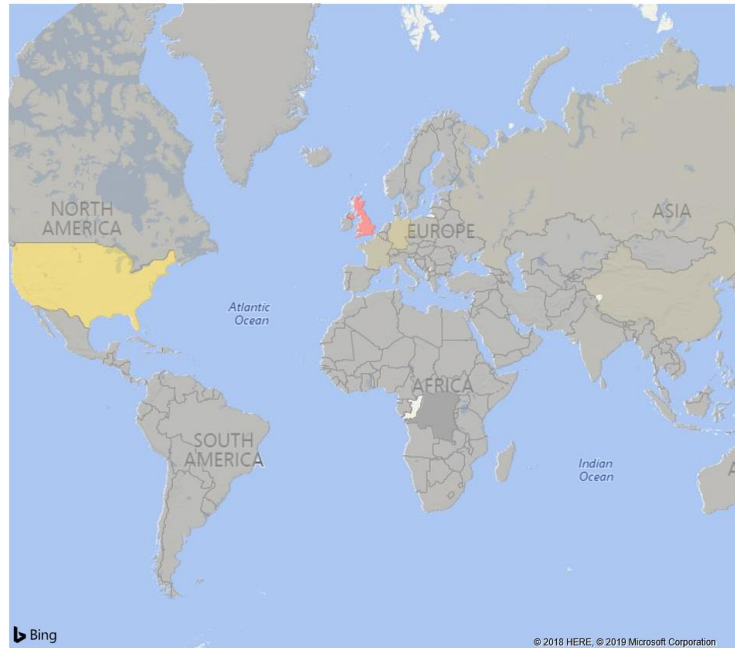 NORTH
AMERICA
EUROPE
ASIA
Atlantic
Ocean
AFRICA
SOUTH
AMERICA
Indian
Ocean
A
Bing
© 2018 HERE, © 2019 Microsoft Corporation